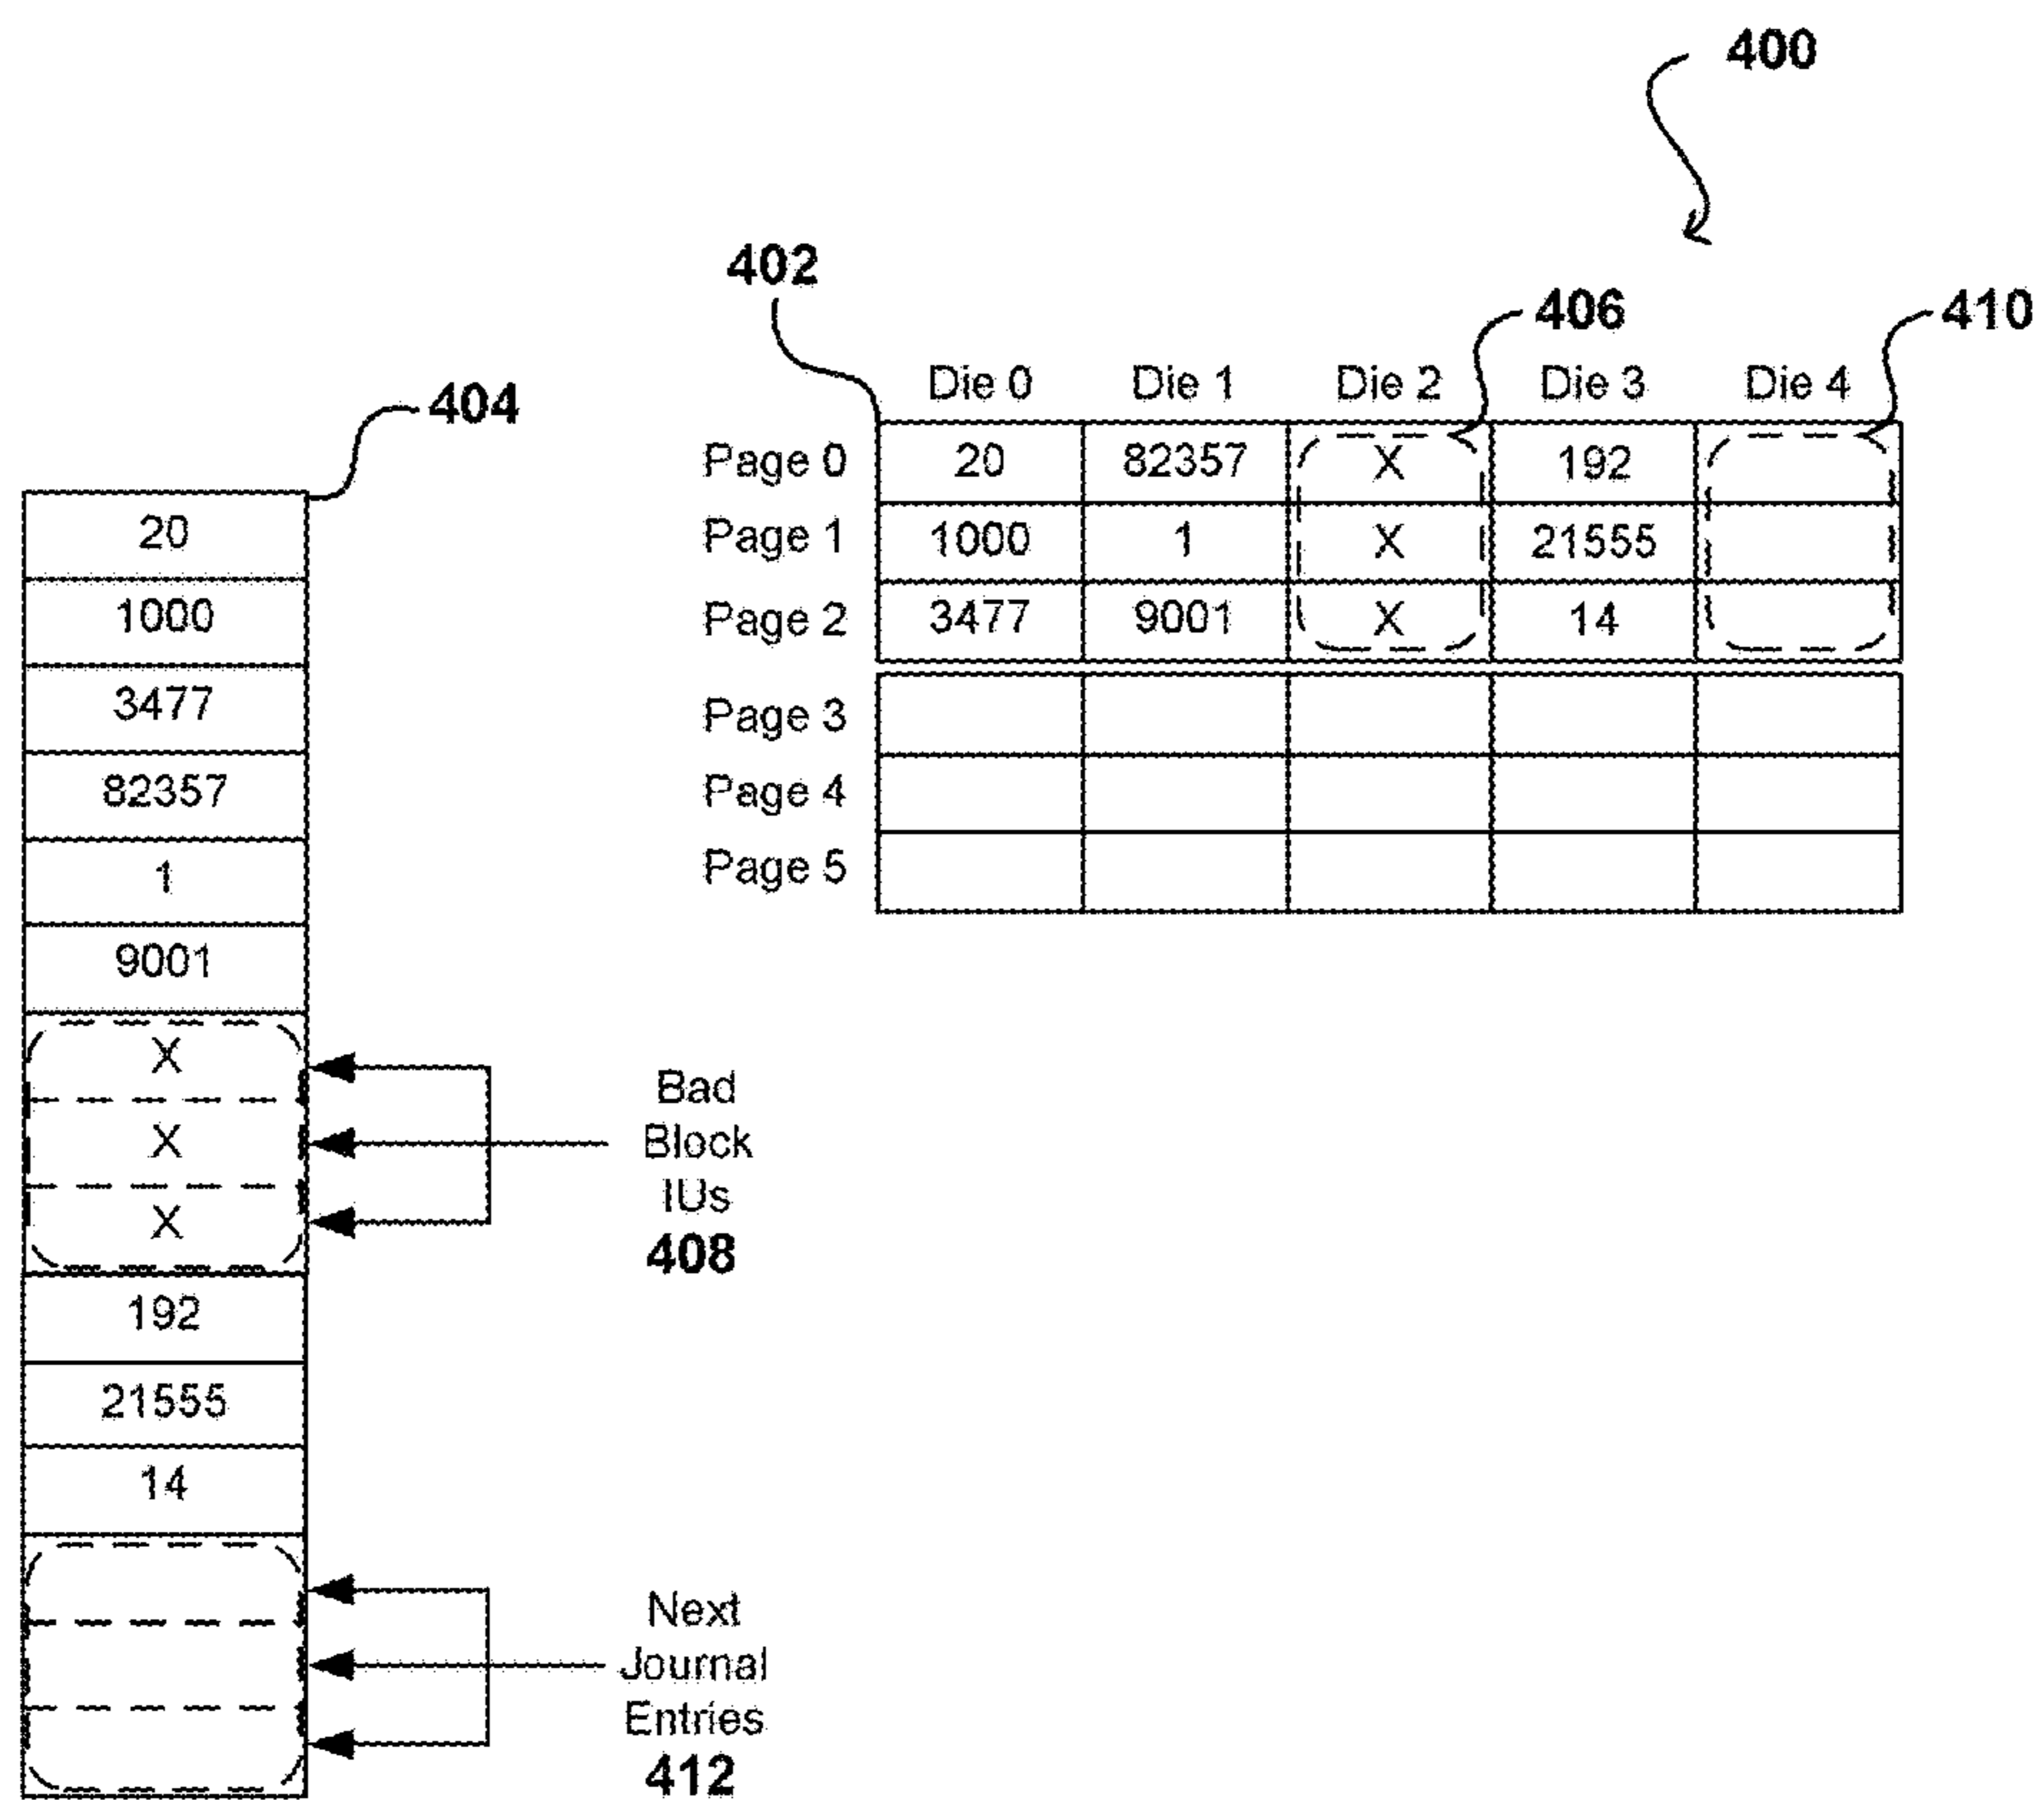 400
402
406
410
404
Die 0 Die 1 Die 2 Die 3 Die 4
Page 0 20 82357 X 192
Page 1 1000 1 X 21555
Page 2 3477 9001 X 14
Page 3
Page 4
Page 5
20
1000
3477
82357
1
9001
X
X
X
192
21555
14
Bad
Block
IUs
408
Next
Journal
Entries
412